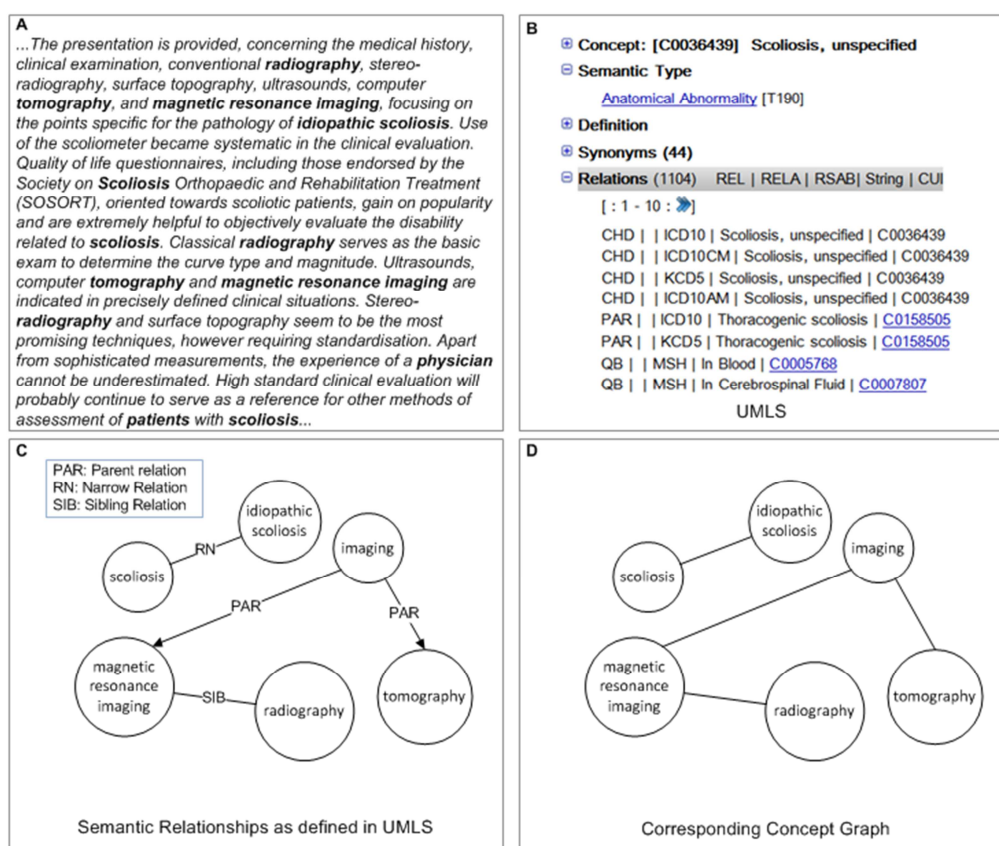 A
...The presentation is provided, concerning the medical history,
clinical examination, conventional radiography, stereo-
radiography, surface topography, ultrasounds, computer
tomography, and magnetic resonance imaging, focusing on
the points specific for the pathology of idiopathic scoliosis. Use
of the scoliometer became systematic in the clinical evaluation.
Quality of life questionnaires, including those endorsed by the
Society on Scoliosis Orthopaedic and Rehabilitation Treatment
(SOSORT), oriented towards scoliotic patients, gain on popularity
and are extremely helpful to objectively evaluate the disability
related to scoliosis. Classical radiography serves as the basic
exam to determine the curve type and magnitude. Ultrasounds,
computer tomography and magnetic resonance imaging are
indicated in precisely defined clinical situations. Stereo-
radiography and surface topography seem to be the most
promising techniques, however requiring standardisation. Apart
from sophisticated measurements, the experience of a physician
cannot be underestimated. High standard clinical evaluation will
probably continue to serve as a reference for other methods of
assessment of patients with scoliosis...
B
Concept: [C0036439] Scoliosis, unspecified
Semantic Type
Anatomical Abnormality [T190]
Definition
Synonyms (44)
Relations (1104) REL | RELA | RSAB| String | CUI
[ : 1 - 10 : ]
CHD | | ICD10 | Scoliosis, unspecified | C0036439
CHD | | ICD10CM | Scoliosis, unspecified | C0036439
CHD | | KCD5 | Scoliosis, unspecified | C0036439
CHD | | ICD10AM | Scoliosis, unspecified | C0036439
PAR | | ICD10 | Thoracogenic scoliosis | C0158505
PAR | | KCD5 | Thoracogenic scoliosis | C0158505
QB | | MSH | In Blood | C0005768
QB | | MSH | In Cerebrospinal Fluid | C0007807
UMLS
C
PAR: Parent relation
RN: Narrow Relation
SIB: Sibling Relation
idiopathic
scoliosis
RN
imaging
scoliosis
PAR
PAR
magnetic
resonance
imaging
SIB
radiography
tomography
Semantic Relationships as defined in UMLS
D
idiopathic
scoliosis
imaging
scoliosis
magnetic
resonance
imaging
radiography
tomography
Corresponding Concept Graph